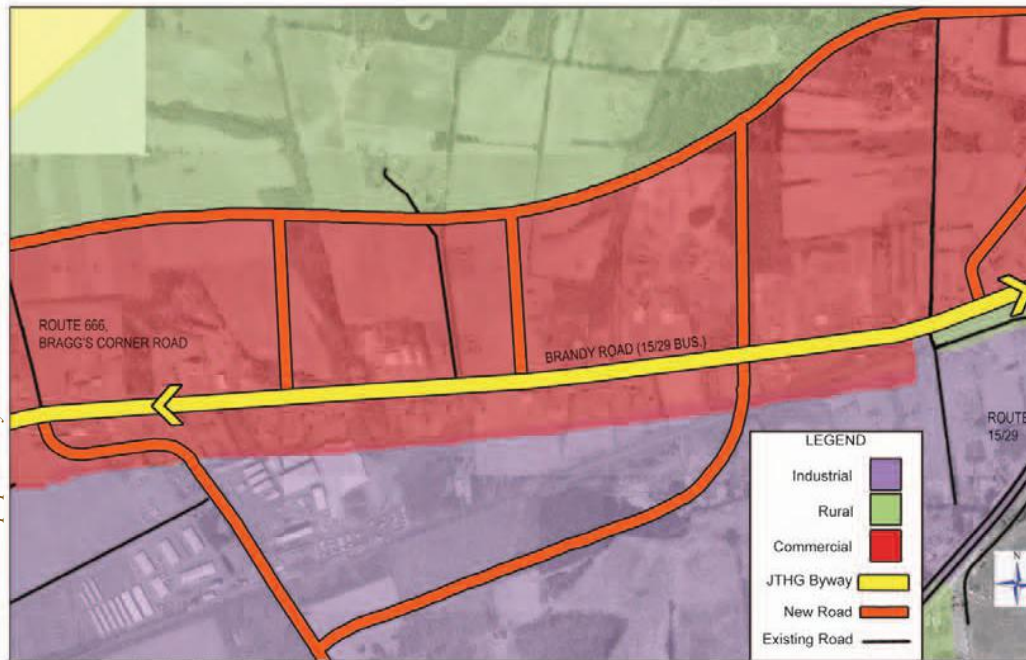 ROUTE 666,
BRAGG'S CORNER ROAD
BRANDY ROAD (15/29 BUS.)
ROUTE
15/29
LEGEND
Industrial
Rural
Commercial
JTHG Byway
New Road
Existing Road
N